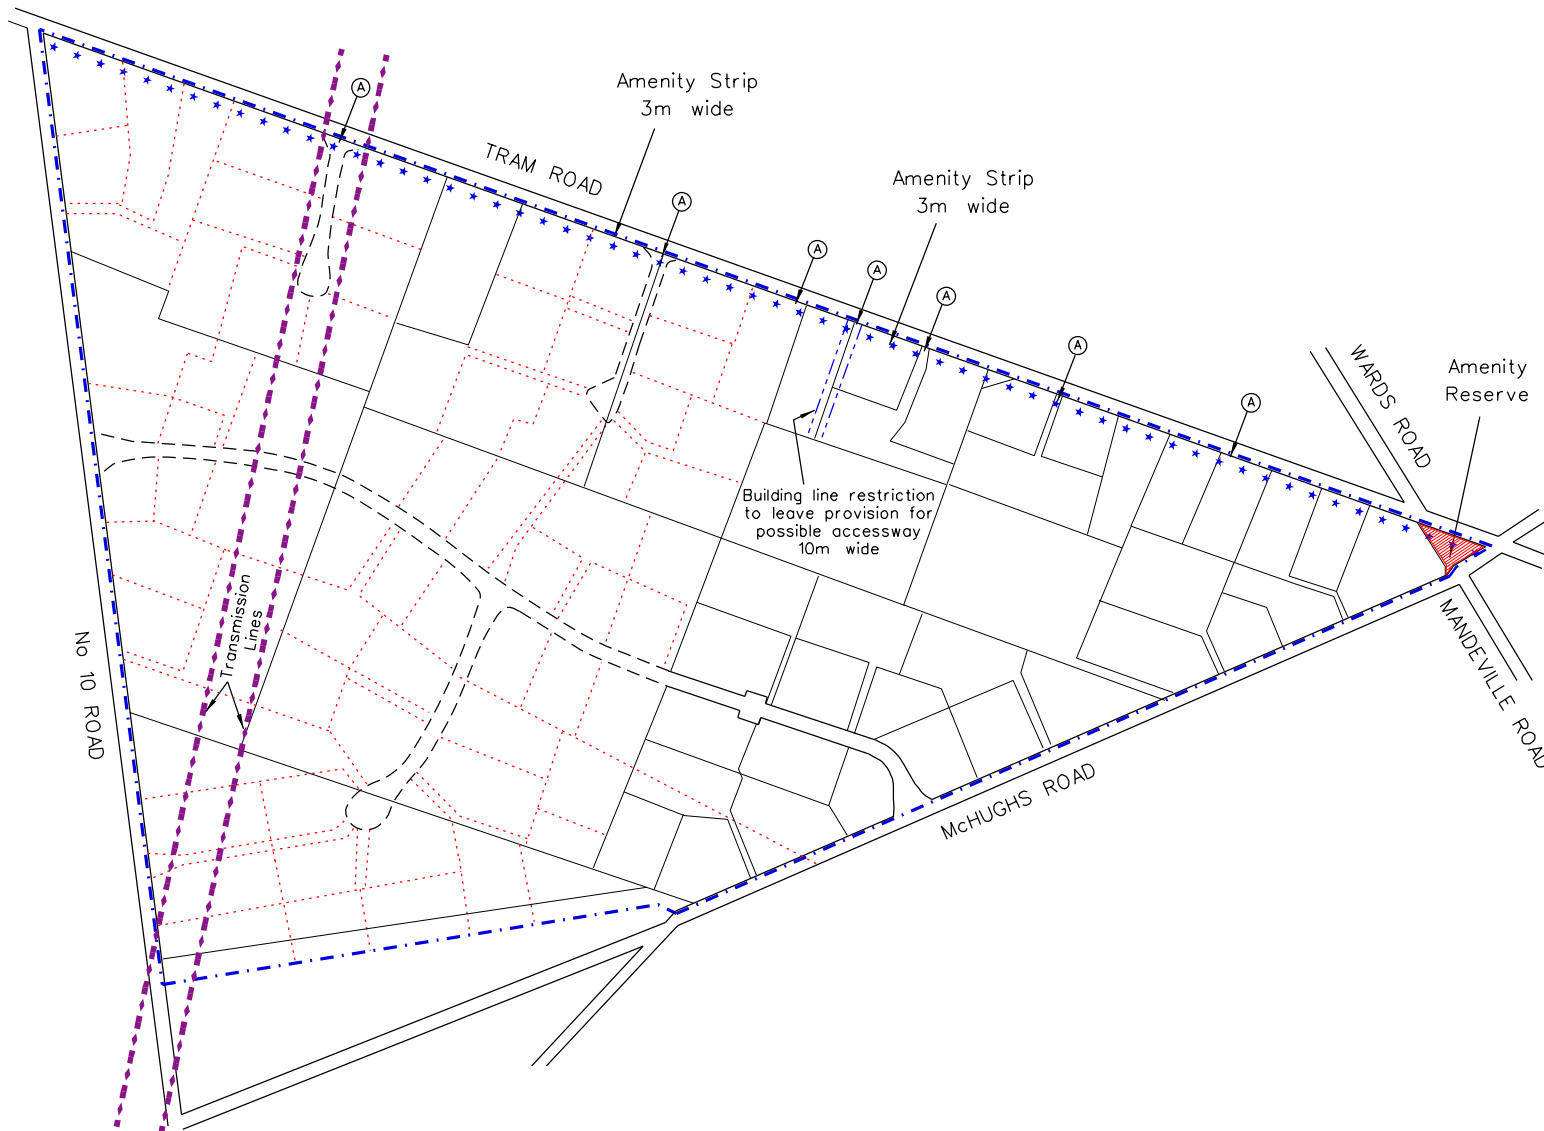 Amenity Strip
3m wide
A
TRAM ROAD
A
Amenity Strip
3m wide
A
A
A
A
A
WARDS ROAD
Amenity
Reserve
Building line restriction
to leave provision for
possible accessway
10m wide
Transmission
Lines
No 10 ROAD
MANDEVILLE ROAD
McHUGHS ROAD